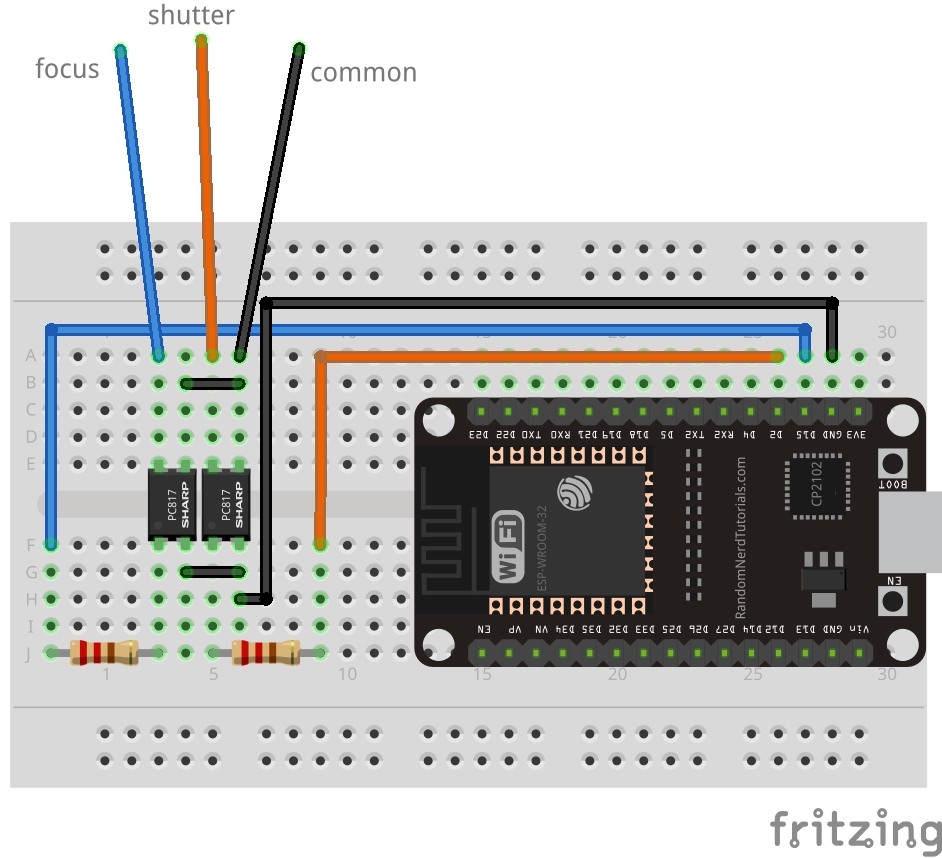 shutter
focus
common
30
A
B
C
D
E
F
G
H
I
J
PC817
SHARP
PC817
SHARP
D23 D22 TXD RXD D21 D19 D18 D5 TX2 RX2 D4 D2 D15 GND 3V3
WiFi
ESP-WROOM-32
RandomNerdTutorials.com
CP2102
BOOT
EN
EN VP VN D34 D35 D32 D33 D25 D26 D27 D14 D12 D13 GND Vin
1 5 10 15 20 25 30
fritzing